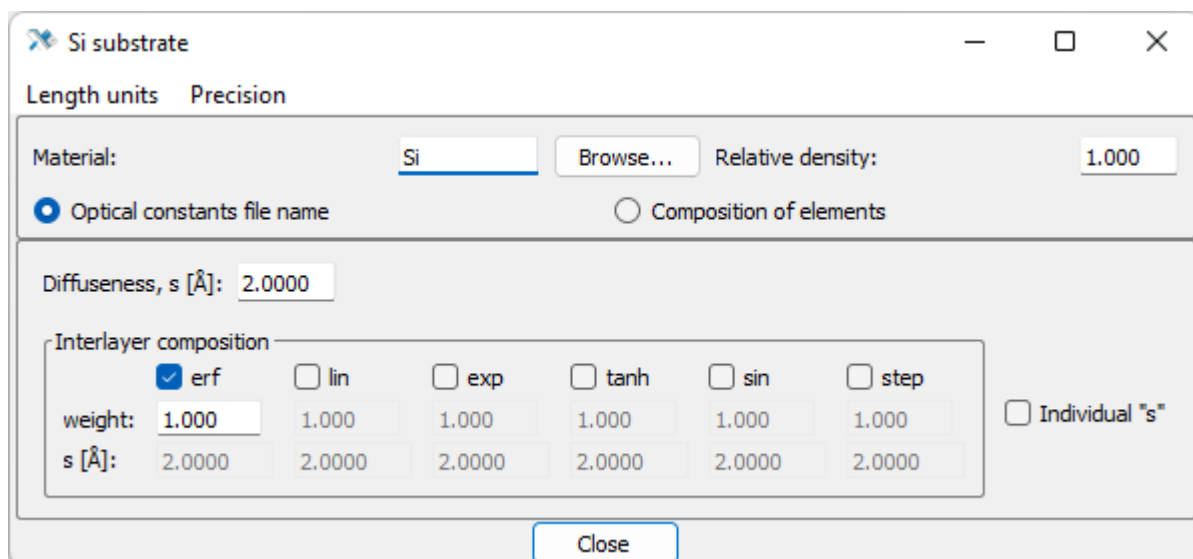 Si substrate
Length units Precision
Material: Si Browse... Relative density: 1.000
Optical constants file name Composition of elements
Diffuseness, s [Å]: 2.0000
Interlayer composition
erf lin exp tanh sin step
weight: 1.000 1.000 1.000 1.000 1.000 1.000 Individual "s"
s [Å]: 2.0000 2.0000 2.0000 2.0000 2.0000 2.0000
Close